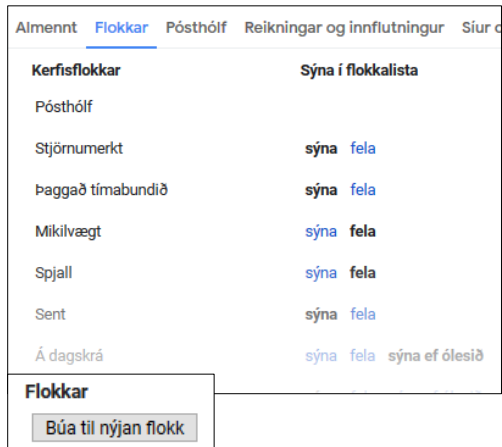 Almennt Flokkar Pósthólf Reikningar og innflutningur Síur
Kerfisflokkar Sýna í flokkalista
Pósthólf
Stjörnumerkt sýna fela
Þaggað tímabundið sýna fela
Mikilvægt sýna fela
Spjall sýna fela
Sent sýna fela
Á dagskrá sýna fela sýna ef ólesið
Flokkar
Búa til nýjan flokk